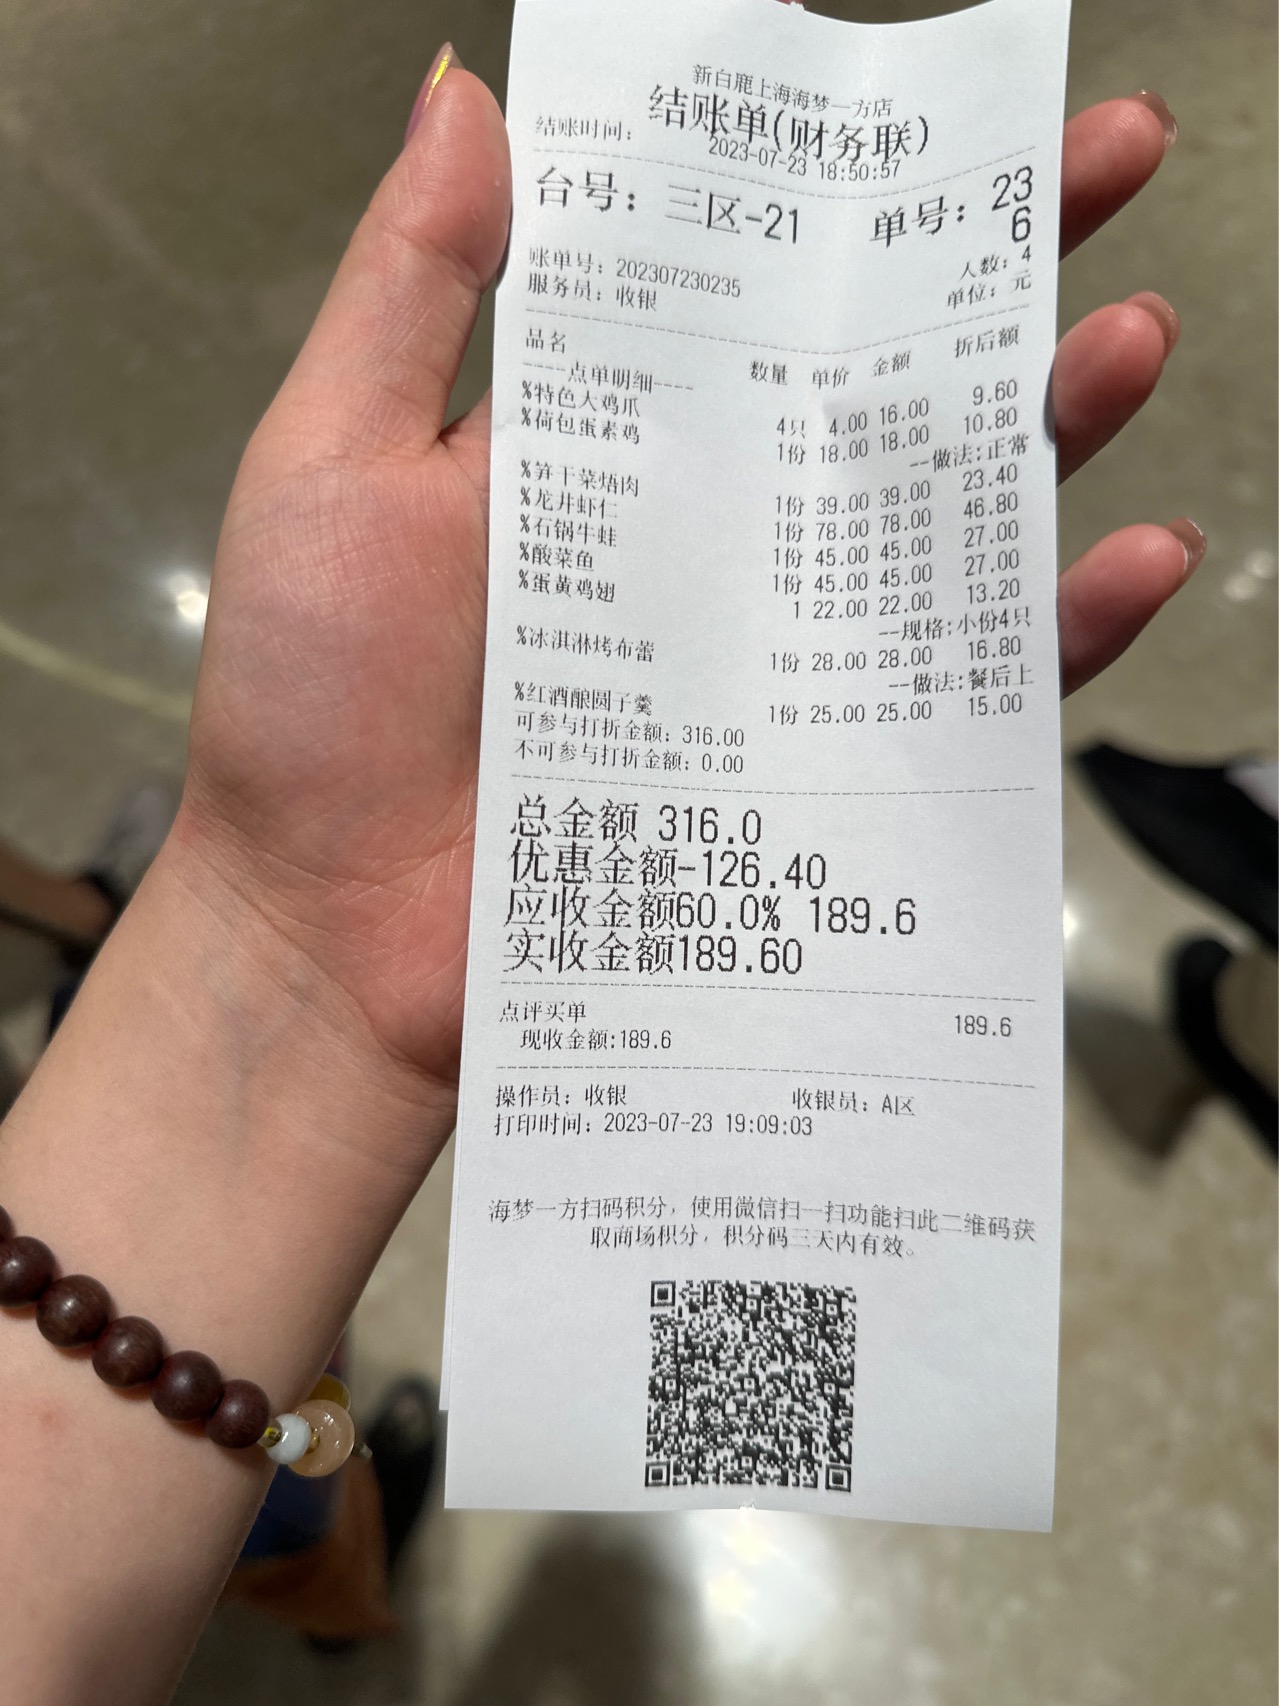 新白鹿上海海梦一方店
结账单(财务联)
结账时间: 2023-07-23 18:50:57
台号: 三区-21 单号: 23
6
账单号: 202307230235 人数: 4
服务员: 收银 单位: 元
品名 数量 单价 金额 折后额
----点单明细----
%特色大鸡爪 4只 4.00 16.00 9.60
%荷包蛋素鸡 1份 18.00 18.00 10.80
--做法:正常
%笋干菜焐肉 1份 39.00 39.00 23.40
%龙井虾仁 1份 78.00 78.00 46.80
%石锅牛蛙 1份 45.00 45.00 27.00
%酸菜鱼 1份 45.00 45.00 27.00
%蛋黄鸡翅 1 22.00 22.00 13.20
--规格:小份4只
%冰淇淋烤布蕾 1份 28.00 28.00 16.80
--做法:餐后上
%红酒酿圆子羹 1份 25.00 25.00 15.00
可参与打折金额: 316.00
不可参与打折金额: 0.00
总金额 316.0
优惠金额-126.40
应收金额60.0% 189.6
实收金额189.60
点评买单 189.6
现收金额:189.6
操作员: 收银 收银员: A区
打印时间: 2023-07-23 19:09:03
海梦一方扫码积分，使用微信扫一扫功能扫此二维码获
取商场积分，积分码三天内有效。